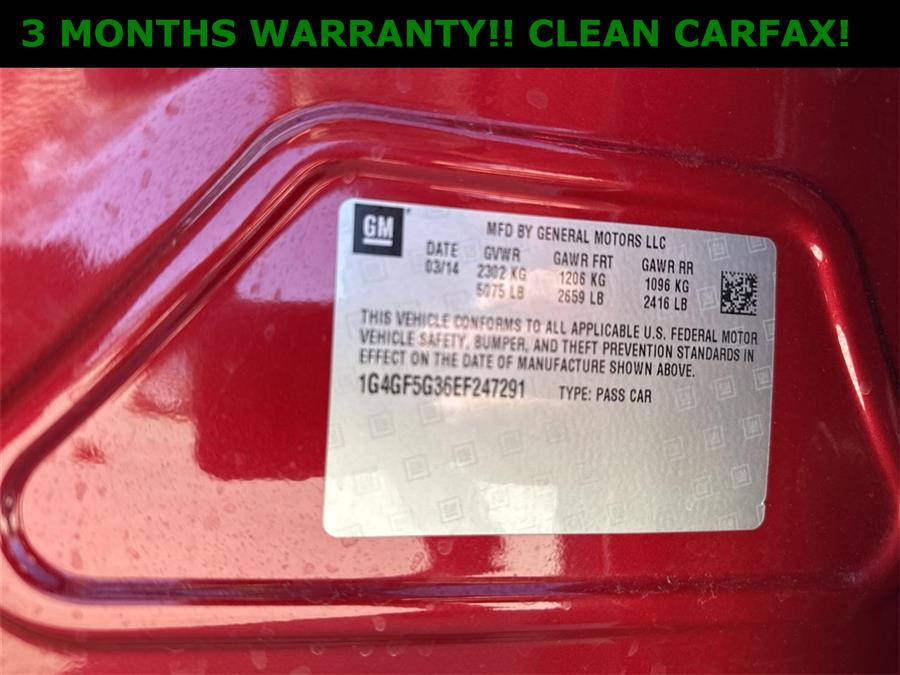 3 MONTHS WARRANTY!! CLEAN CARFAX!
GM
MFD BY GENERAL MOTORS LLC
DATE GVWR GAWR FRT GAWR RR
03/14 2302 KG 1206 KG 1096 KG
5075 LB 2659 LB 2416 LB
THIS VEHICLE CONFORMS TO ALL APPLICABLE U.S. FEDERAL MOTOR
VEHICLE SAFETY, BUMPER, AND THEFT PREVENTION STANDARDS IN
EFFECT ON THE DATE OF MANUFACTURE SHOWN ABOVE.
1G4GF5G36EF247291 TYPE: PASS CAR